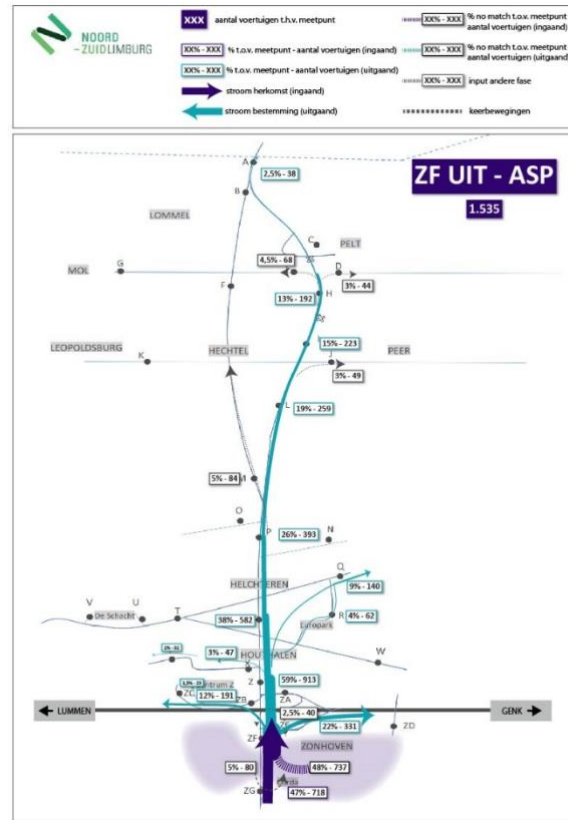 NOORD
-ZUIDLIMBURG
XXX aantal voertuigen t.h.v. meetpunt
XX% - XXX % t.o.v. meetpunt - aantal voertuigen (ingaand)
XX% - XXX % t.o.v. meetpunt - aantal voertuigen (uitgaand)
stroom herkomst (ingaand)
stroom bestemming (uitgaand)
XX% - XXX % no match t.o.v. meetpunt
aantal voertuigen (ingaand)
XX% - XXX % no match t.o.v. meetpunt
aantal voertuigen (uitgaand)
XX% - XXX input andere fase
keerbewegingen
ZF UIT - ASP
1.535
A
2,5% - 38
B
LOMMEL
C
PELT
4,5% - 68
MOL
G
D
3% - 44
F
H
13% - 192
15% - 223
LEOPOLDSBURG
HECHTEL
PEER
K
J
3% - 49
L
19% - 259
5% - 84
M
O
P
26% - 393
N
HELCHTEREN
Q
9% - 140
V
U
De Schacht
T
38% - 582
R
4% - 62
Europark
3% - 47
HOUTHALEN
W
X
Z
59% - 913
Centrum Z
ZC
12% - 191
ZB
ZA
2,5% - 40
LUMMEN
GENK
22% - 331
ZD
ZF
ZONHOVEN
5% - 80
48% - 737
ZG
47% - 718